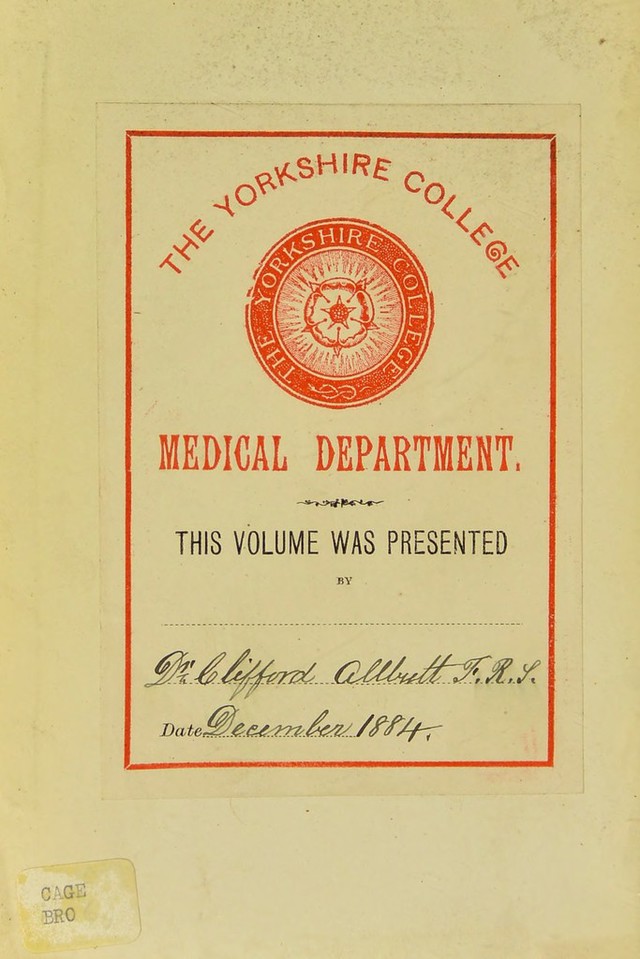 THE YORKSHIRE COLLEGE
THE YORKSHIRE COLLEGE
MEDICAL DEPARTMENT.
THIS VOLUME WAS PRESENTED
BY
Dr. Clifford Allbutt F.R.S.
Date December 1884.
CAGE
BRO